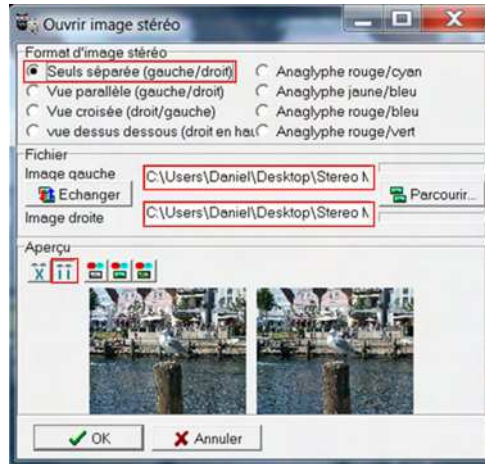 Ouvrir image stéréo
Format d'image stéréo
Seuls séparée (gauche/droit)
Anaglyphe rouge/cyan
Vue parallèle (gauche/droit)
Anaglyphe jaune/bleu
Vue croisée (droit/gauche)
Anaglyphe rouge/bleu
vue dessus dessous (droit en hau
Anaglyphe rouge/vert
Fichier
Image gauche
C:\Users\Daniel\Desktop\Stereo M
Echanger
Parcourir...
Image droite
C:\Users\Daniel\Desktop\Stereo M
Aperçu
OK
Annuler